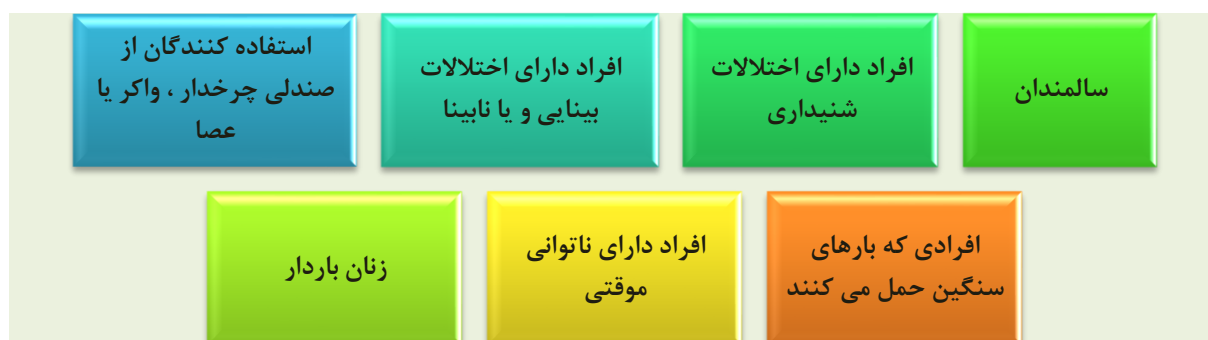 سالمندان
افراد دارای اختلالات
شنیداری
افراد دارای اختلالات
بینایی و یا نابینا
استفاده کنندگان از
صندلی چرخدار ، واکر یا
عصا
افرادی که بارهای
سنگین حمل می کنند
افراد دارای ناتوانی
موقتی
زنان باردار